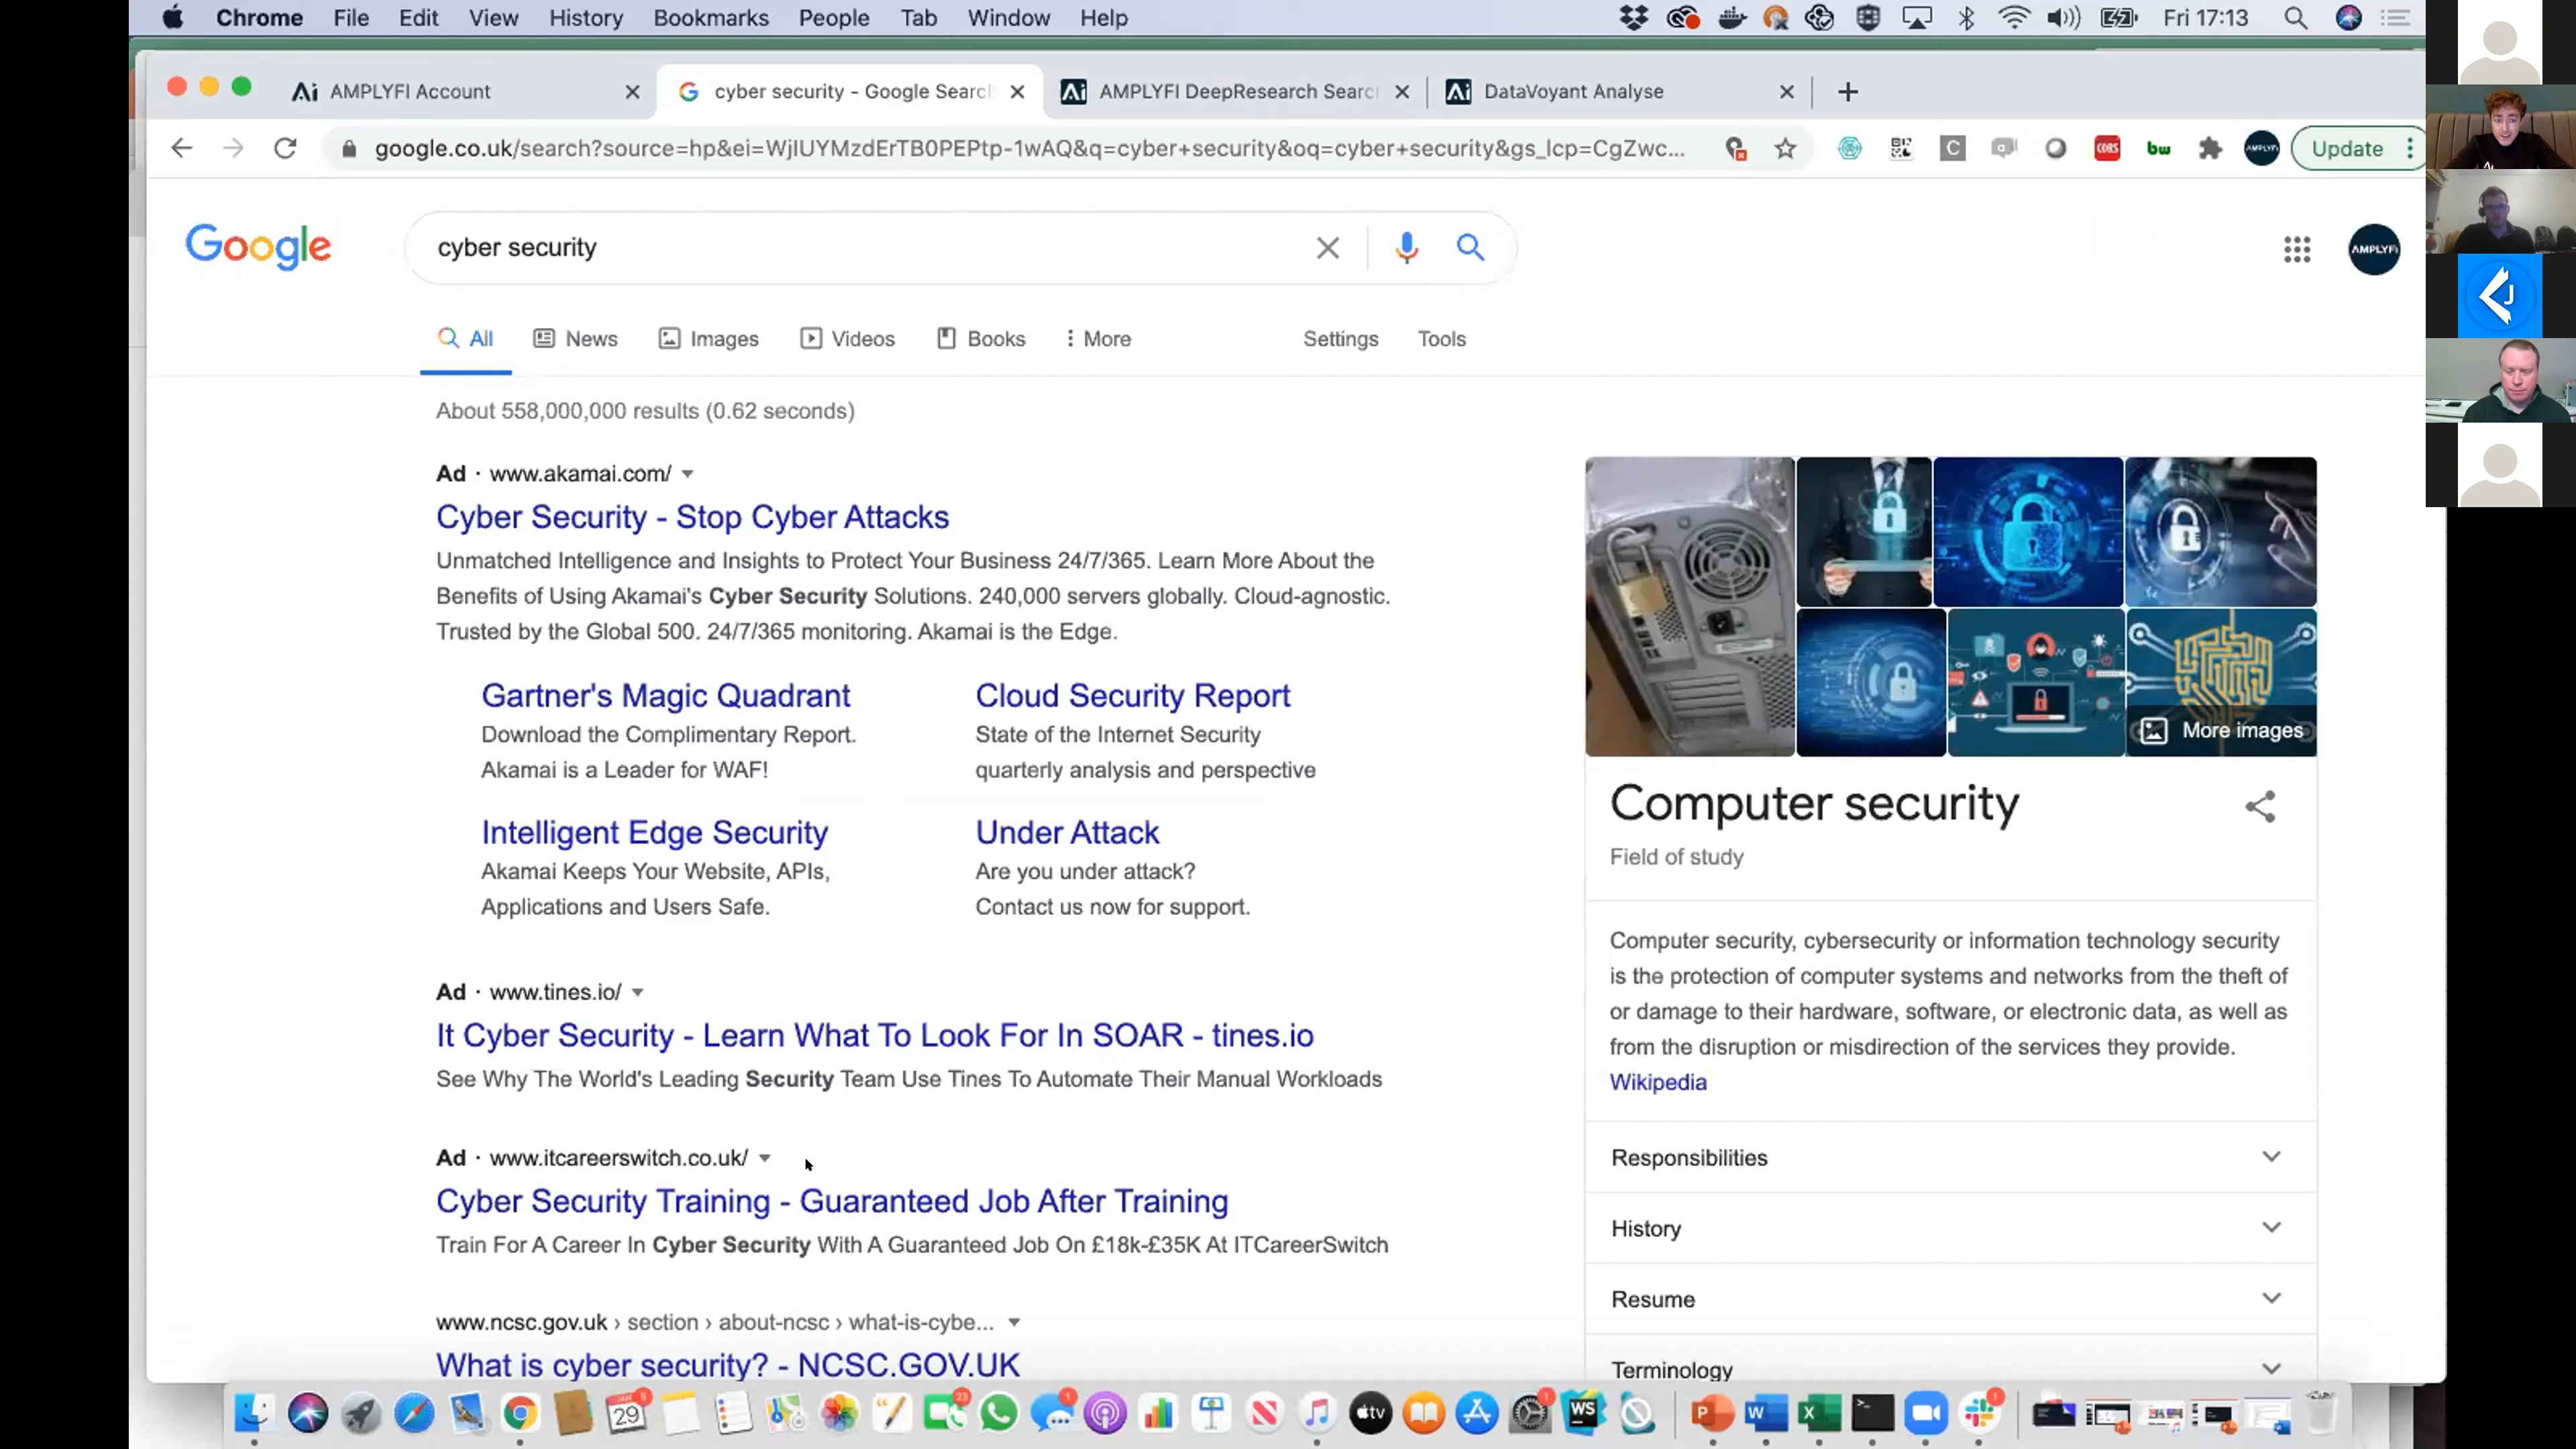 Chrome File Edit View History Bookmarks People Tab Window Help
Fri 17:13
AMPLYFI Account
cyber security - Google Search
AMPLYFI DeepResearch Searc
DataVoyant Analyse
google.co.uk/search?source=hp&ei=WjIUYMzdErTB0PEPtp-1wAQ&q=cyber+security&oq=cyber+security&gs_lcp=CgZwc...
C
CORS
bw
AMPLYFI
Update
Google
cyber security
AMPLYFI
All News Images Videos Books More Settings Tools
About 558,000,000 results (0.62 seconds)
Ad · www.akamai.com/
Cyber Security - Stop Cyber Attacks
Unmatched Intelligence and Insights to Protect Your Business 24/7/365. Learn More About the
Benefits of Using Akamai's Cyber Security Solutions. 240,000 servers globally. Cloud-agnostic.
Trusted by the Global 500. 24/7/365 monitoring. Akamai is the Edge.
Gartner's Magic Quadrant
Download the Complimentary Report.
Akamai is a Leader for WAF!
Cloud Security Report
State of the Internet Security
quarterly analysis and perspective
Intelligent Edge Security
Akamai Keeps Your Website, APIs,
Applications and Users Safe.
Under Attack
Are you under attack?
Contact us now for support.
Ad · www.tines.io/
It Cyber Security - Learn What To Look For In SOAR - tines.io
See Why The World's Leading Security Team Use Tines To Automate Their Manual Workloads
Ad · www.itcareerswitch.co.uk/
Cyber Security Training - Guaranteed Job After Training
Train For A Career In Cyber Security With A Guaranteed Job On £18k-£35K At ITCareerSwitch
www.ncsc.gov.uk › section › about-ncsc › what-is-cybe...
What is cyber security? - NCSC.GOV.UK
More images
Computer security
Field of study
Computer security, cybersecurity or information technology security
is the protection of computer systems and networks from the theft of
or damage to their hardware, software, or electronic data, as well as
from the disruption or misdirection of the services they provide.
Wikipedia
Responsibilities
History
Resume
Terminology
JAN
29
5
23
1
tv
1
WS
P
W
X
1